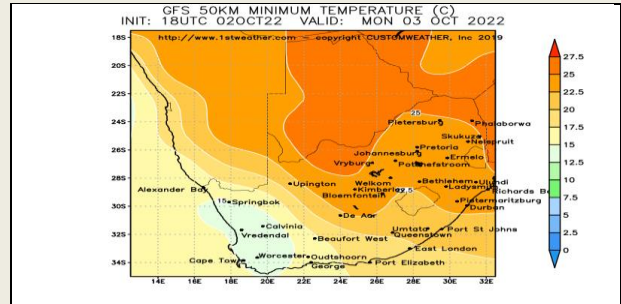 GFS 50KM MINIMUM TEMPERATURE (C)
INIT: 18UTC 02OCT22 VALID: MON 03 OCT 2022
http://www.1stweather.com copyright CUSTOMWEATHER, Inc 2019
18S
20S
22S
24S
26S
28S
30S
32S
34S
14E
16E
18E
20E
22E
24E
26E
28E
30E
32E
25
Pietersburg
Phalaborwa
Skukuza
Nelspruit
Pretoria
Johannesburg
Ermelo
Vryburg
Potchefstroom
Upington
Welkom
Bethlehem
Ulundi
Kimberley
Ladysmith
Richards B
Alexander Bay
Bloemfontein
15
Springbok
Pietermaritzburg
Durban
De Aar
Calvinia
Vredendal
Umtata
Port St Johns
Queenstown
Beaufort West
East London
Cape Town
Worcester
Oudtshoorn
George
Port Elizabeth
27.5
25
22.5
20
17.5
15
12.5
10
7.5
5
2.5
0